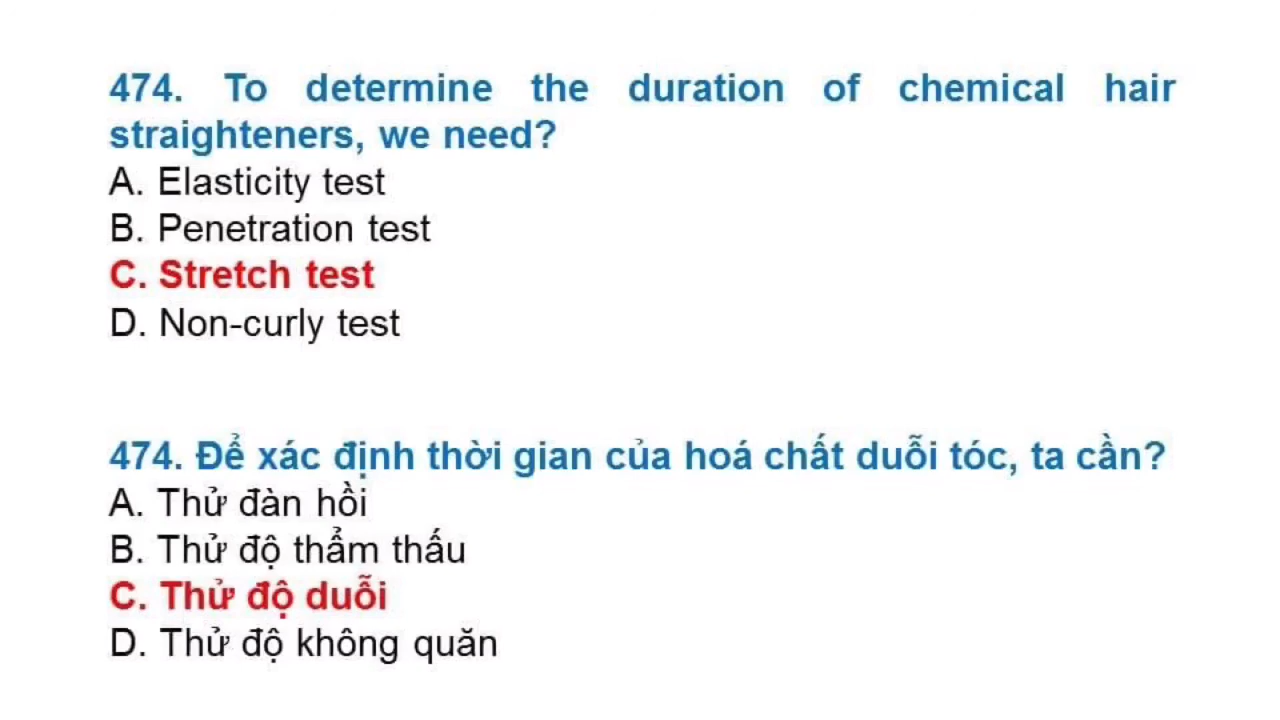 474. To determine the duration of chemical hair
straighteners, we need?
A. Elasticity test
B. Penetration test
C. Stretch test
D. Non-curly test
474. Để xác định thời gian của hoá chất duỗi tóc, ta cần?
A. Thử đàn hồi
B. Thử độ thẩm thấu
C. Thử độ duỗi
D. Thử độ không quăn